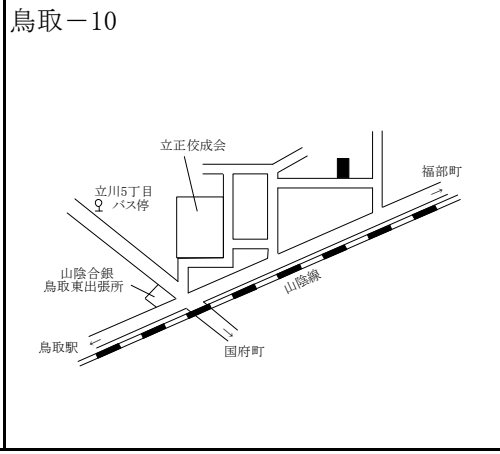 鳥取－10
立正佼成会
福部町
→
立川5丁目
バス停
山陰合銀
鳥取東出張所
山陰線
鳥取駅 ←
国府町
→